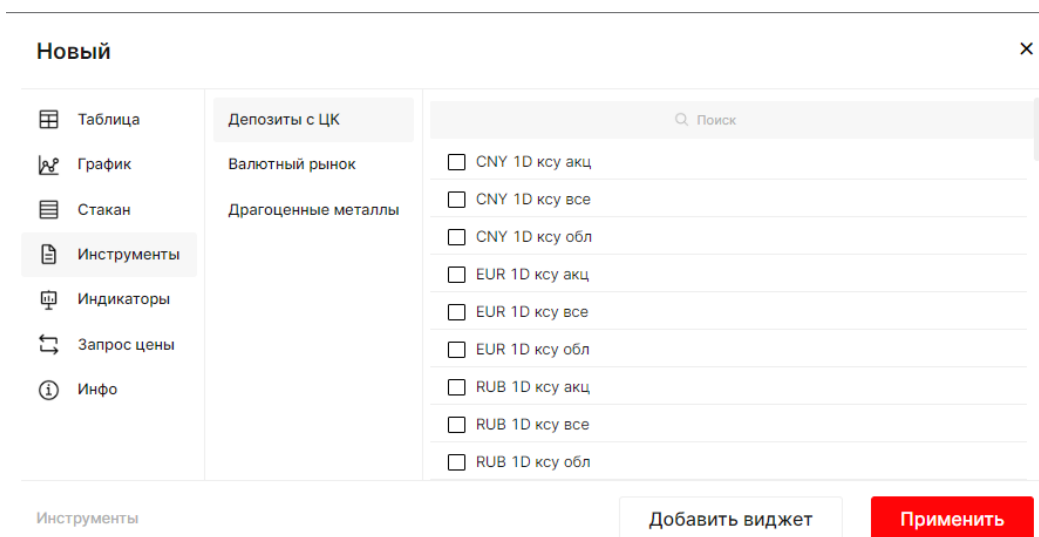 Новый
Таблица
График
Стакан
Инструменты
Индикаторы
Запрос цены
Инфо
Депозиты с ЦК
Валютный рынок
Драгоценные металлы
Поиск
CNY 1D ксу акц
CNY 1D ксу все
CNY 1D ксу обл
EUR 1D ксу акц
EUR 1D ксу все
EUR 1D ксу обл
RUB 1D ксу акц
RUB 1D ксу все
RUB 1D ксу обл
Инструменты
Добавить виджет
Применить